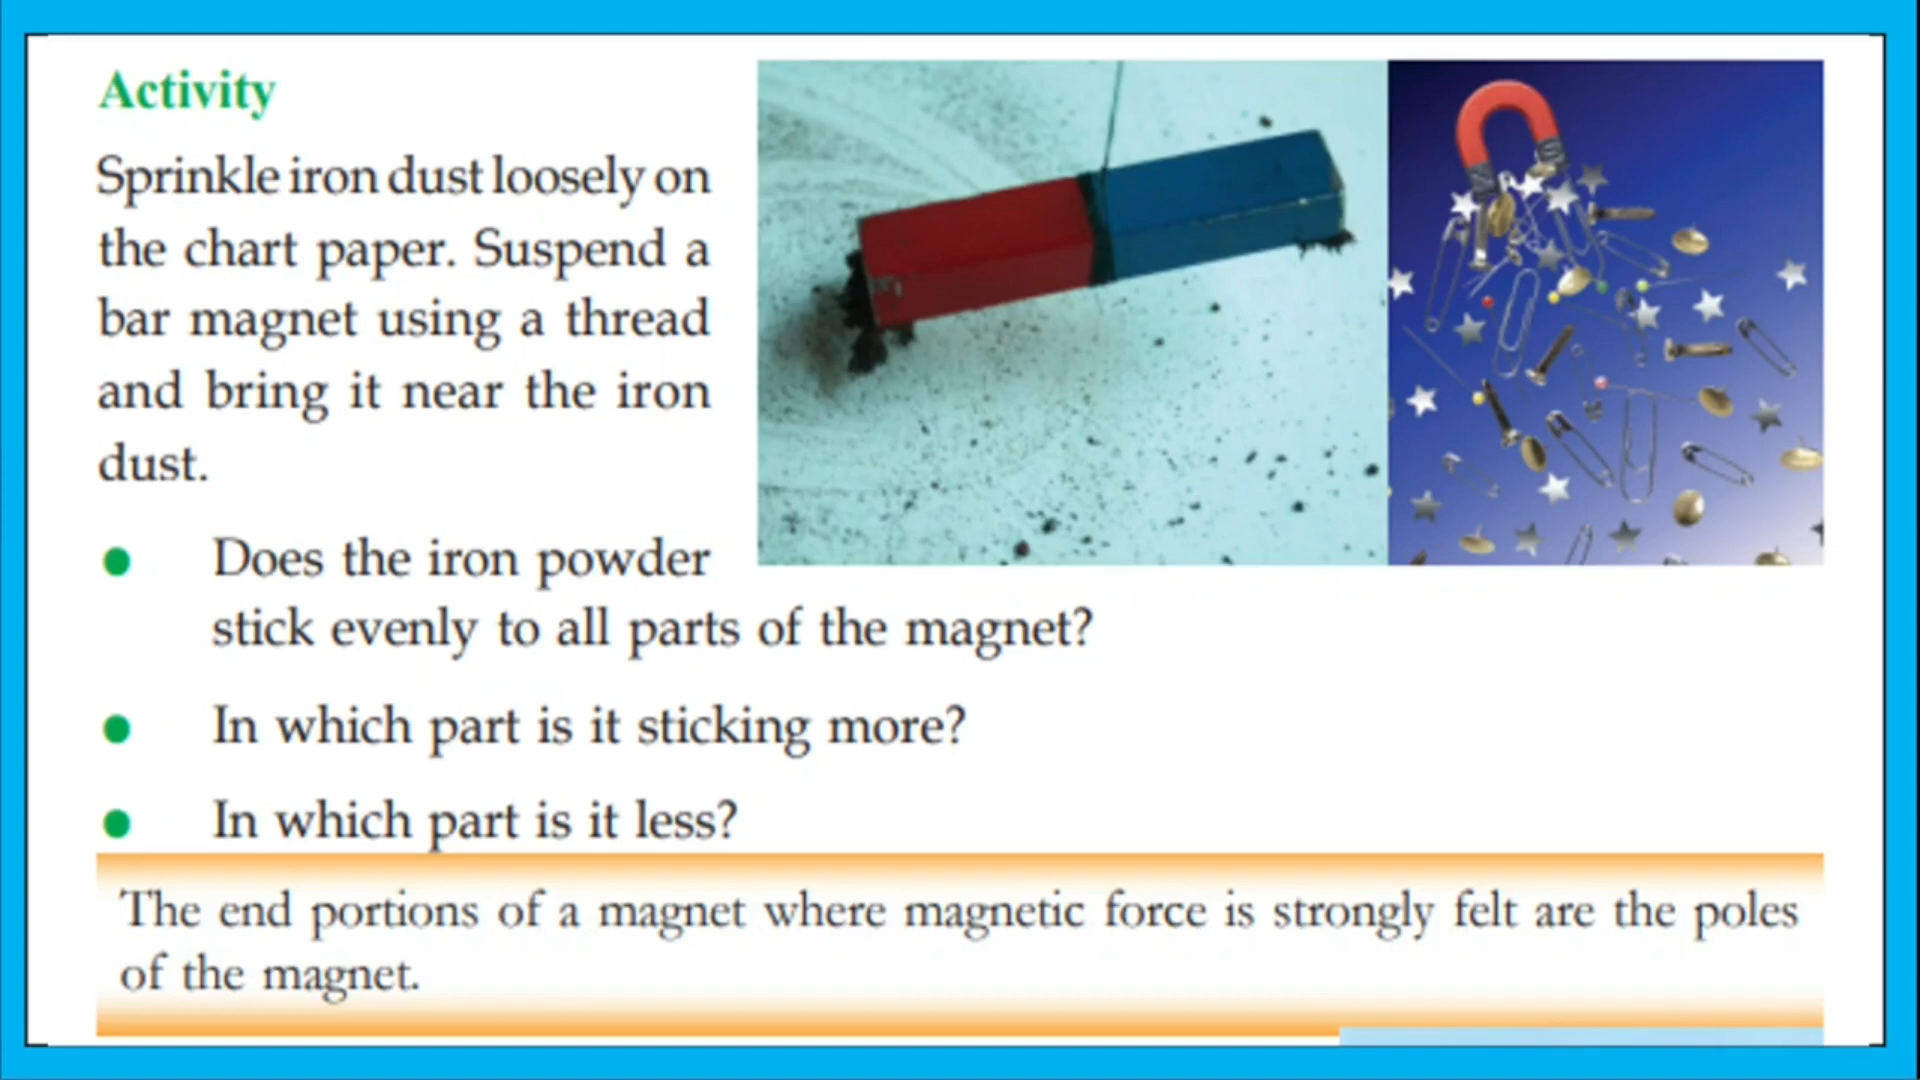 Activity
Sprinkle iron dust loosely on
the chart paper. Suspend a
bar magnet using a thread
and bring it near the iron
dust.
Does the iron powder
stick evenly to all parts of the magnet?
In which part is it sticking more?
In which part is it less?
The end portions of a magnet where magnetic force is strongly felt are the poles
of the magnet.